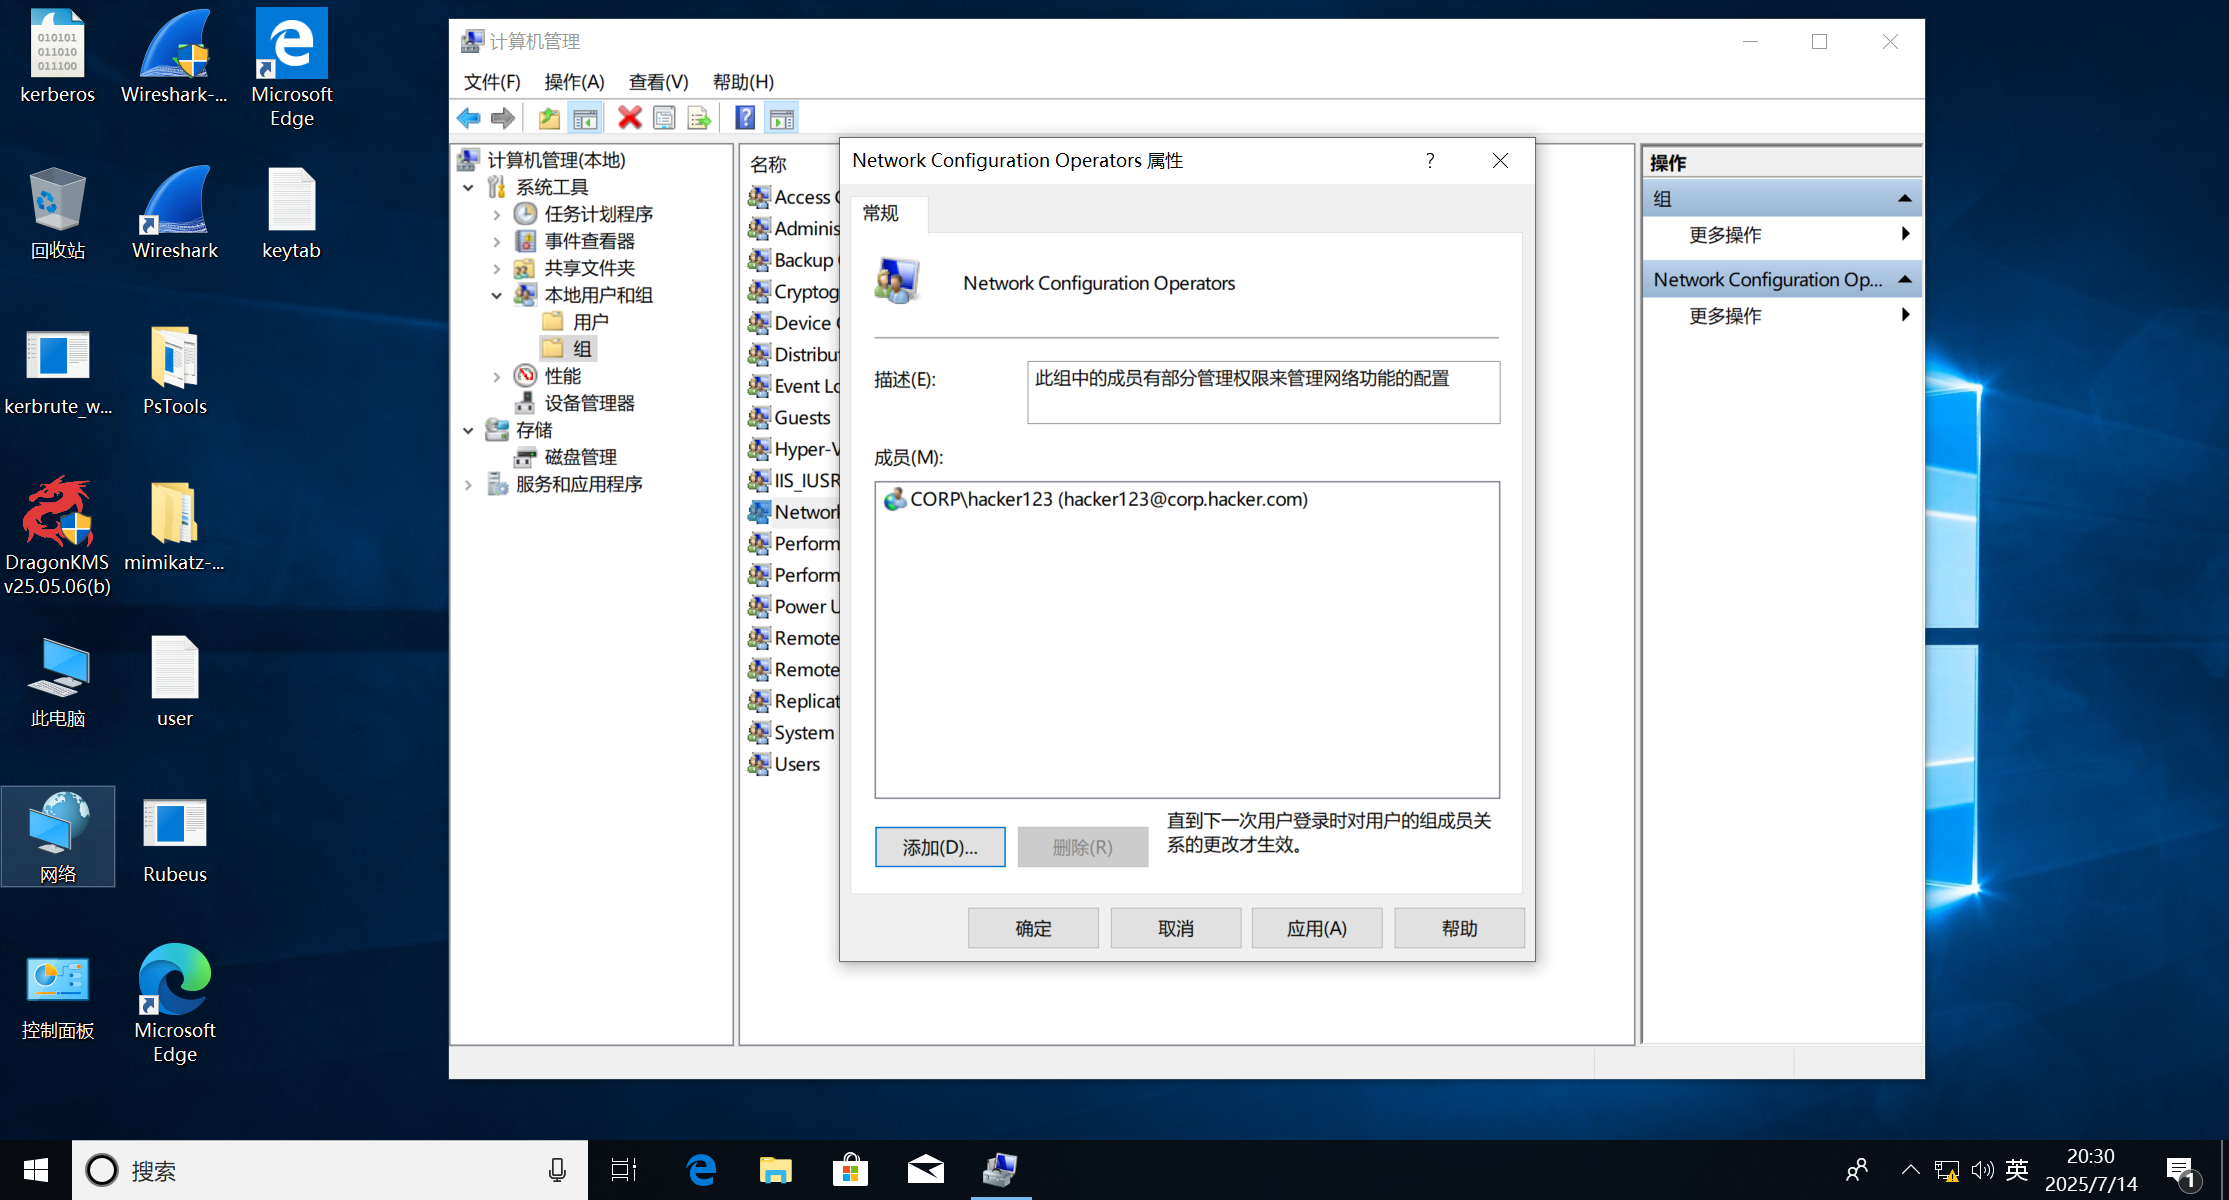 kerberos
Wireshark-...
Microsoft
Edge
回收站
Wireshark
keytab
kerbrute_w...
PsTools
DragonKMS
v25.05.06(b)
mimikatz-...
此电脑
user
网络
Rubeus
控制面板
Microsoft
Edge
计算机管理
文件(F) 操作(A) 查看(V) 帮助(H)
计算机管理(本地)
系统工具
任务计划程序
事件查看器
共享文件夹
本地用户和组
用户
组
性能
设备管理器
存储
磁盘管理
服务和应用程序
名称
Access
Adminis
Backup
Cryptog
Device
Distribu
Event Lo
Guests
Hyper-V
IIS_IUSR
Network
Perform
Perform
Power U
Remote
Remote
Replicat
System
Users
Network Configuration Operators 属性
常规
Network Configuration Operators
描述(E):
此组中的成员有部分管理权限来管理网络功能的配置
成员(M):
CORP\hacker123 (hacker123@corp.hacker.com)
添加(D)...
删除(R)
直到下一次用户登录时对用户的组成员关
系的更改才生效。
确定
取消
应用(A)
帮助
操作
组
更多操作
Network Configuration Op...
更多操作
搜索
英
20:30
2025/7/14
1